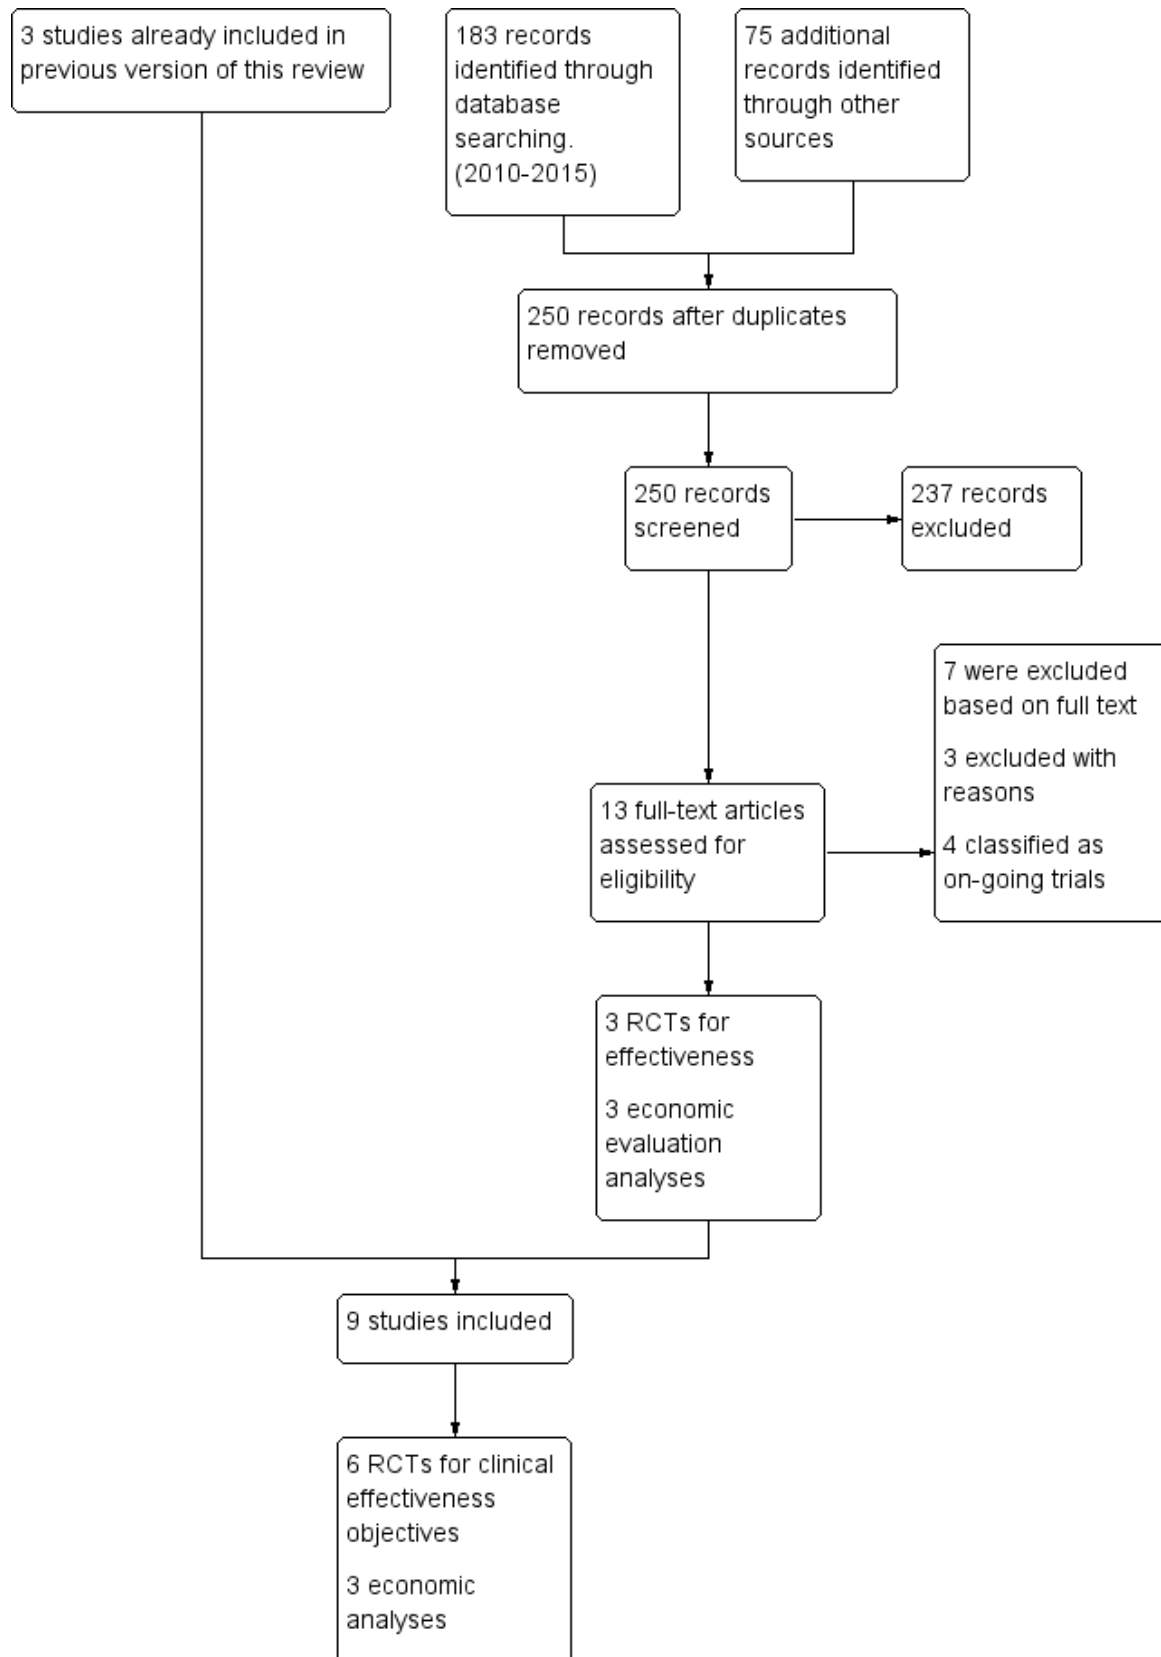 3 studies already included in
previous version of this review
183 records
identified through
database
searching.
(2010-2015)
75 additional
records identified
through other
sources
250 records after duplicates
removed
250 records
screened
237 records
excluded
7 were excluded
based on full text
3 excluded with
reasons
4 classified as
on-going trials
13 full-text articles
assessed for
eligibility
3 RCTs for
effectiveness
3 economic
evaluation
analyses
9 studies included
6 RCTs for clinical
effectiveness
objectives
3 economic
analyses